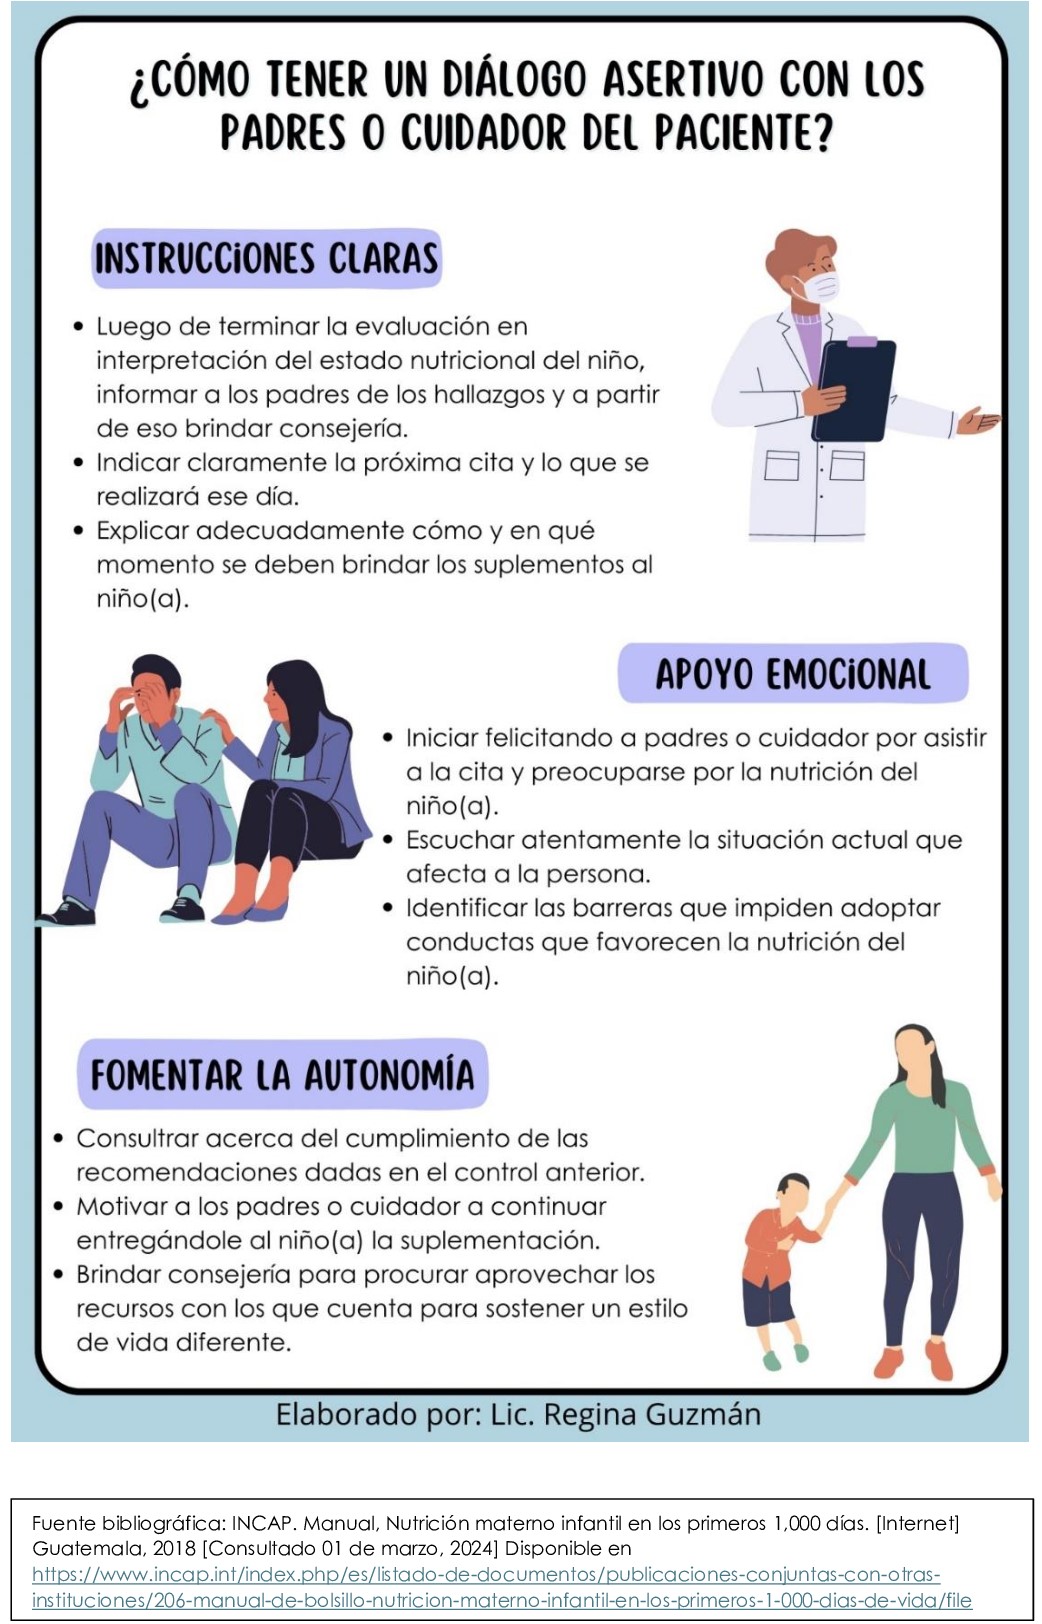 ¿CÓMO TENER UN DIÁLOGO ASERTIVO CON LOS
PADRES O CUIDADOR DEL PACIENTE?
INSTRUCCIONES CLARAS
• Luego de terminar la evaluación en
interpretación del estado nutricional del niño,
informar a los padres de los hallazgos y a partir
de eso brindar consejería.
• Indicar claramente la próxima cita y lo que se
realizará ese día.
• Explicar adecuadamente cómo y en qué
momento se deben brindar los suplementos al
niño(a).
APOYO EMOCIONAL
• Iniciar felicitando a padres o cuidador por asistir
a la cita y preocuparse por la nutrición del
niño(a).
• Escuchar atentamente la situación actual que
afecta a la persona.
• Identificar las barreras que impiden adoptar
conductas que favorecen la nutrición del
niño(a).
FOMENTAR LA AUTONOMÍA
• Consultrar acerca del cumplimiento de las
recomendaciones dadas en el control anterior.
• Motivar a los padres o cuidador a continuar
entregándole al niño(a) la suplementación.
• Brindar consejería para procurar aprovechar los
recursos con los que cuenta para sostener un estilo
de vida diferente.
Elaborado por: Lic. Regina Guzmán
Fuente bibliográfica: INCAP. Manual, Nutrición materno infantil en los primeros 1,000 días. [Internet]
Guatemala, 2018 [Consultado 01 de marzo, 2024] Disponible en
https://www.incap.int/index.php/es/listado-de-documentos/publicaciones-conjuntas-con-otras-
instituciones/206-manual-de-bolsillo-nutricion-materno-infantil-en-los-primeros-1-000-dias-de-vida/file